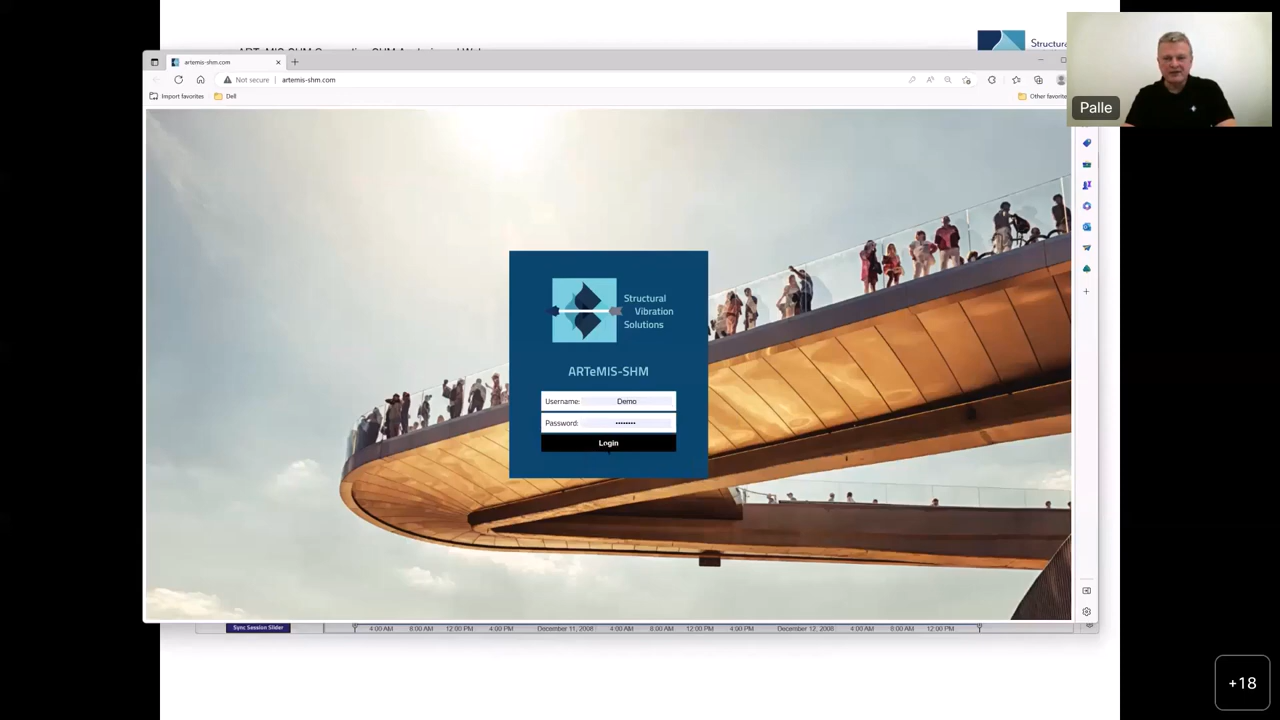 Structura
artemis-shm.com
Not secure
artemis-shm.com
Import favorites
Dell
Other favorite
Palle
Structural
Vibration
Solutions
ARTeMIS-SHM
Username: Demo
Password: ••••••••
Login
Sync Session Slider
4:00 AM 8:00 AM 12:00 PM 4:00 PM December 11, 2008 4:00 AM 8:00 AM 12:00 PM 4:00 PM December 12, 2008 4:00 AM 8:00 AM 12:00 PM
+18